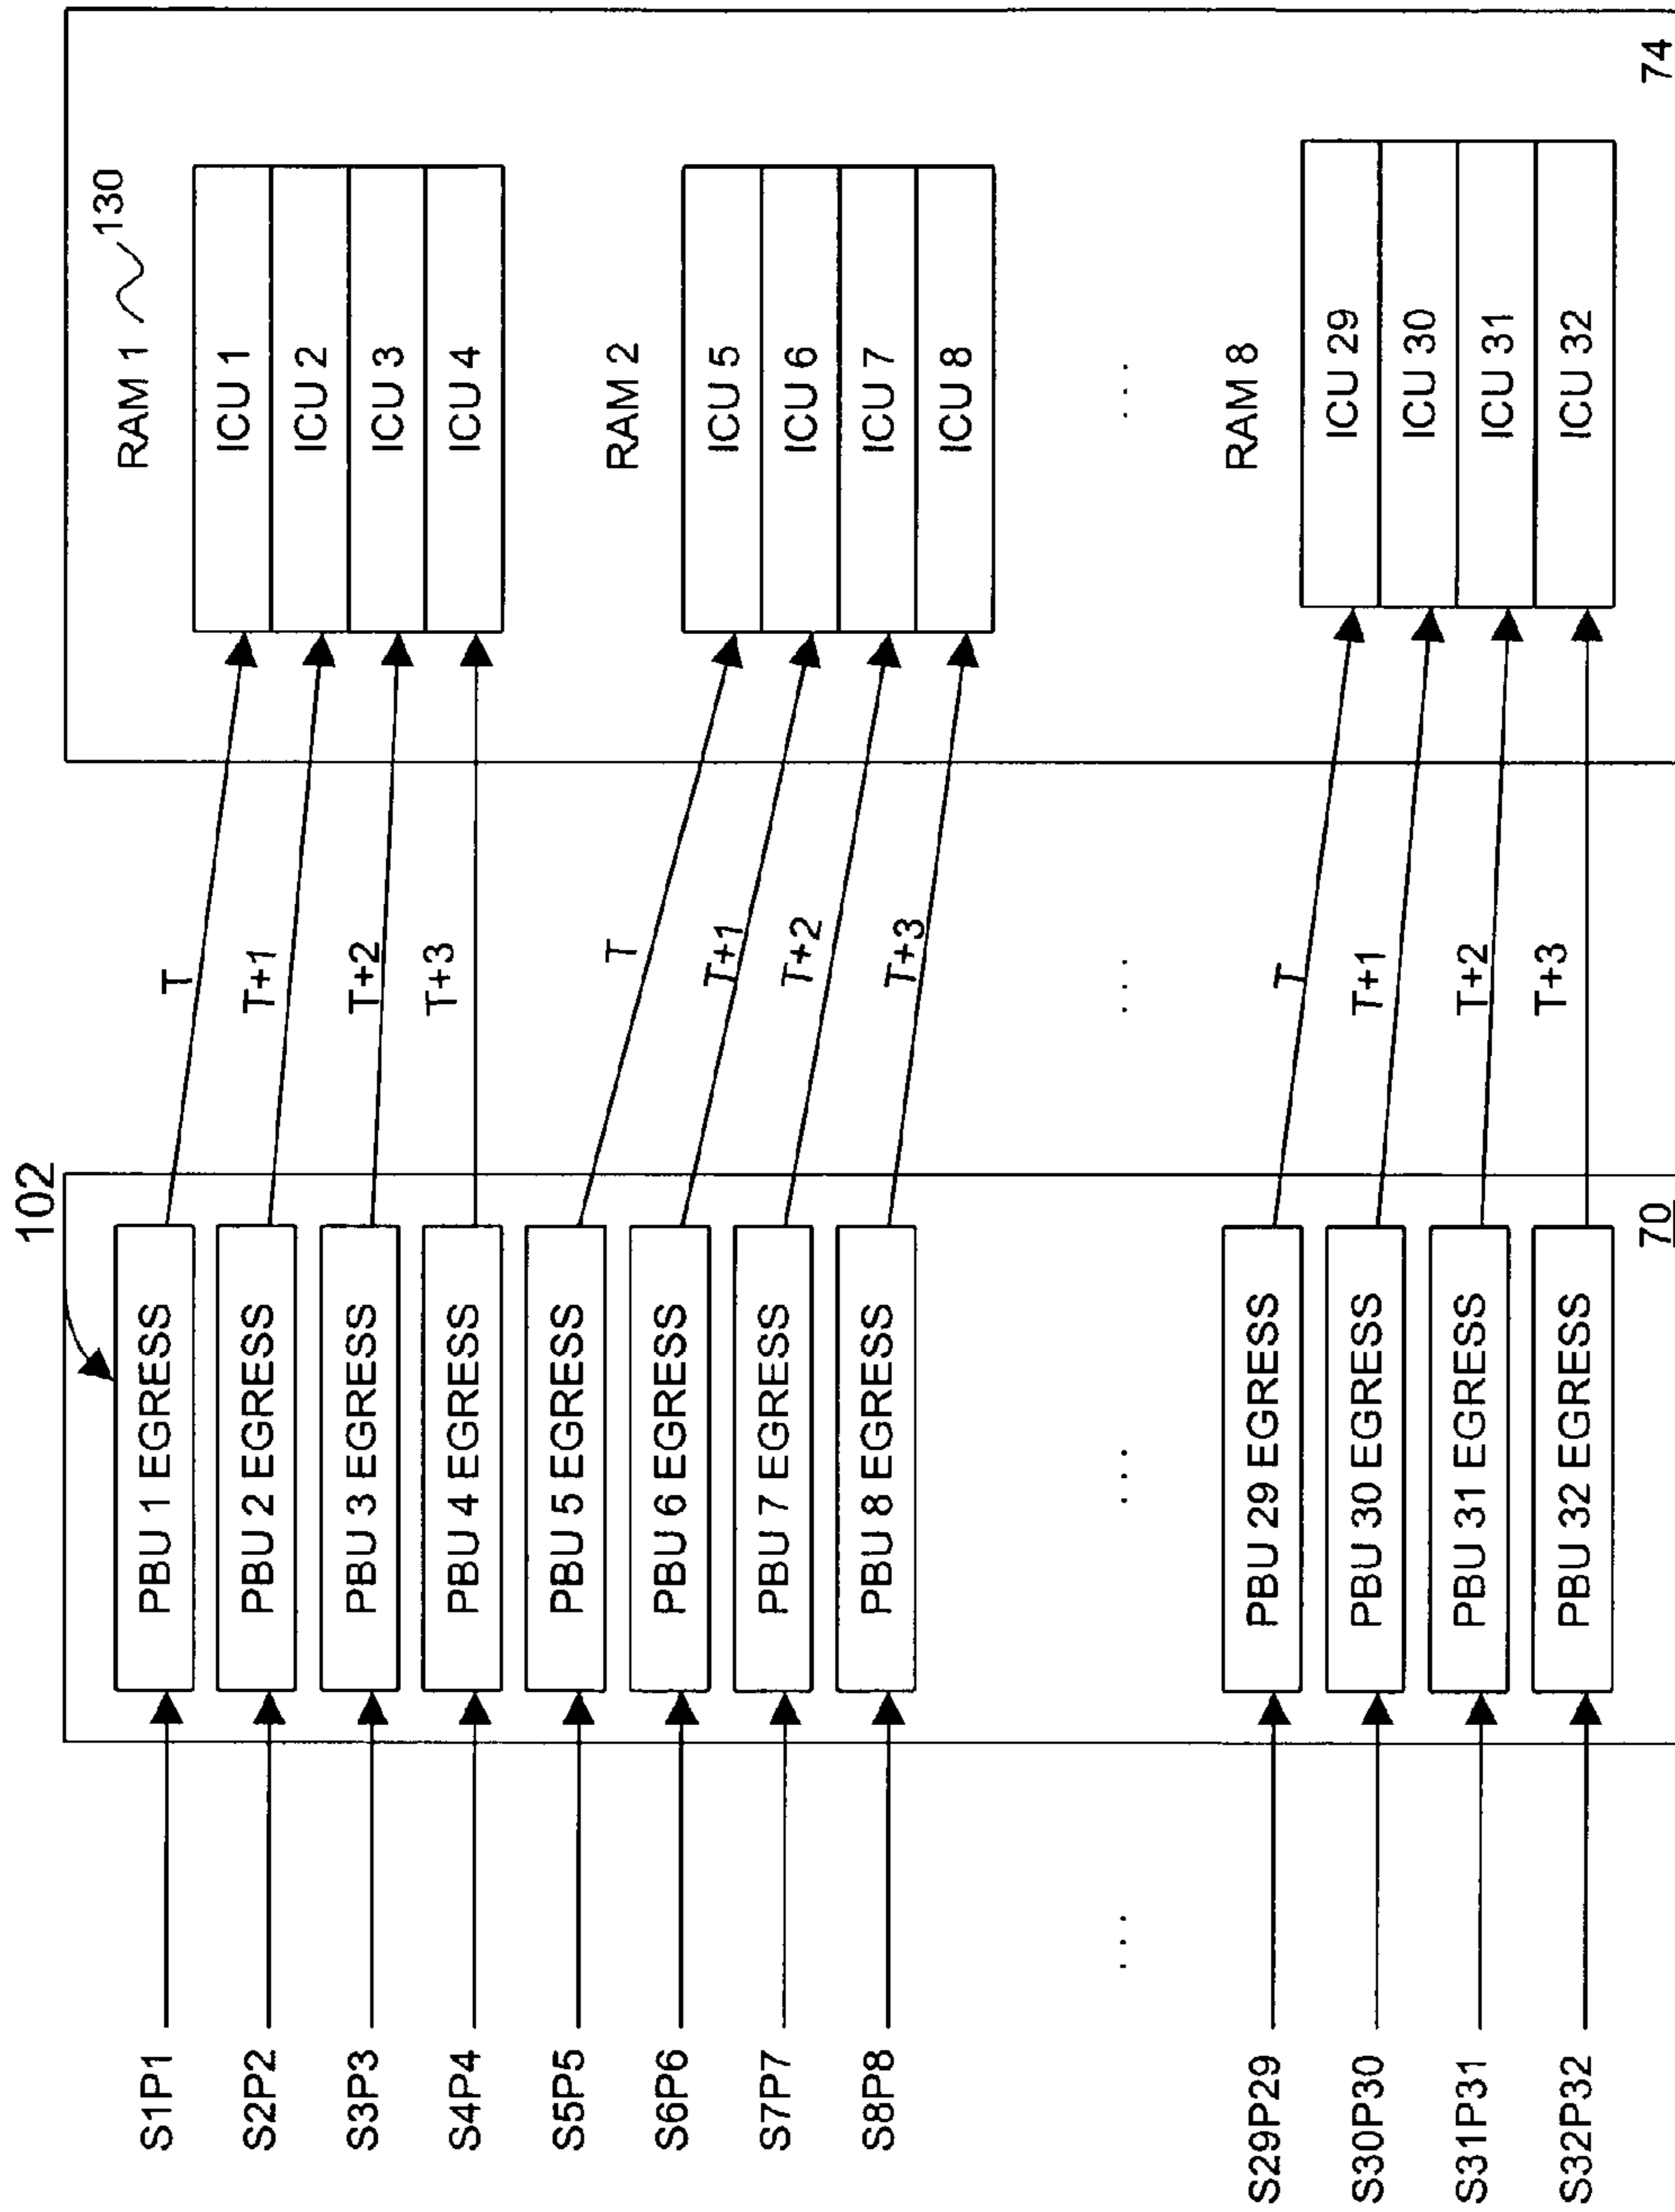 102
S1P1
PBU 1 EGRESS
T
RAM 1
130
ICU 1
S2P2
PBU 2 EGRESS
T+1
ICU 2
S3P3
PBU 3 EGRESS
T+2
ICU 3
S4P4
PBU 4 EGRESS
T+3
ICU 4
S5P5
PBU 5 EGRESS
T
RAM 2
ICU 5
S6P6
PBU 6 EGRESS
T+1
ICU 6
S7P7
PBU 7 EGRESS
T+2
ICU 7
S8P8
PBU 8 EGRESS
T+3
ICU 8
...
...
...
...
S29P29
PBU 29 EGRESS
T
RAM 8
ICU 29
S30P30
PBU 30 EGRESS
T+1
ICU 30
S31P31
PBU 31 EGRESS
T+2
ICU 31
S32P32
PBU 32 EGRESS
T+3
ICU 32
70
74